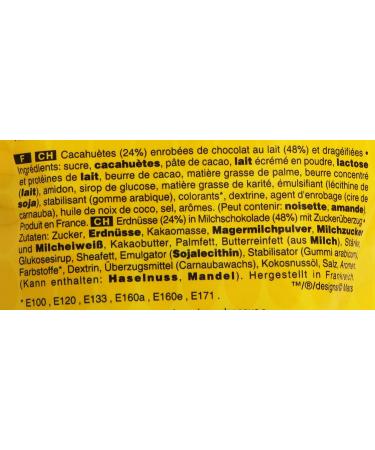 F CH Cacahuètes (24%) enrobées de chocolat au lait (48%) et dragéifiées •
Ingrédients: sucre, cacahuètes, pâte de cacao, lait écrémé en poudre, lactose
et protéines de lait, beurre de cacao, matière grasse de palme, beurre concentré
(lait), amidon, sirop de glucose, matière grasse de karité, émulsifiant (lécithine de
soja), stabilisant (gomme arabique), colorants*, dextrine, agent d'enrobage (cire de
carnauba), huile de noix de coco, sel, arômes. (Peut contenir: noisette, amande)
Produit en France. CH Erdnüsse (24%) in Milchschokolade (48%) mit Zuckerüberzug •
Zutaten: Zucker, Erdnüsse, Kakaomasse, Magermilchpulver, Milchzucker
und Milcheiweiß, Kakaobutter, Palmfett, Butterreinfett (aus Milch), Stärke,
Glukosesirup, Sheafett, Emulgator (Sojalecithin), Stabilisator (Gummi arabicum),
Farbstoffe*, Dextrin, Überzugsmittel (Carnaubawachs), Kokosnussöl, Salz, Aromen.
(Kann enthalten: Haselnuss, Mandel). Hergestellt in Frankreich.
™/®/designs© Mars
*E100, E120, E133, E160a, E160e, E171.